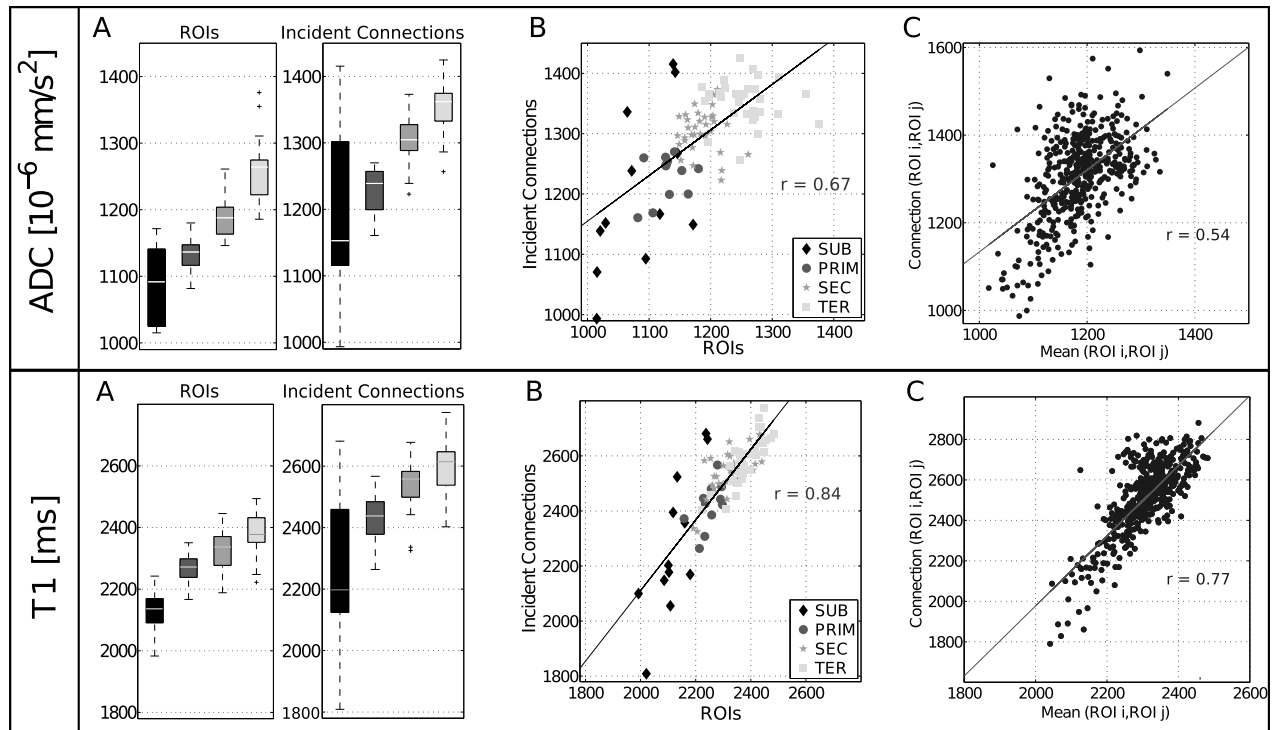 ADC [10⁻⁶ mm/s²]
A
ROIs
1400
1300
1200
1100
1000
Incident Connections
1400
1300
1200
1100
1000
B
Incident Connections
1400
1300
1200
1100
1000
r = 0.67
SUB
PRIM
SEC
TER
1000 1100 1200 1300 1400
ROIs
C
Connection (ROI i,ROI j)
1600
1400
1200
1000
r = 0.54
1000 1200 1400
Mean (ROI i,ROI j)
T1 [ms]
A
ROIs
2600
2400
2200
2000
1800
Incident Connections
2600
2400
2200
2000
1800
B
Incident Connections
2600
2400
2200
2000
1800
r = 0.84
SUB
PRIM
SEC
TER
1800 2000 2200 2400 2600
ROIs
C
Connection (ROI i,ROI j)
2800
2600
2400
2200
2000
1800
r = 0.77
1800 2000 2200 2400 2600
Mean (ROI i,ROI j)